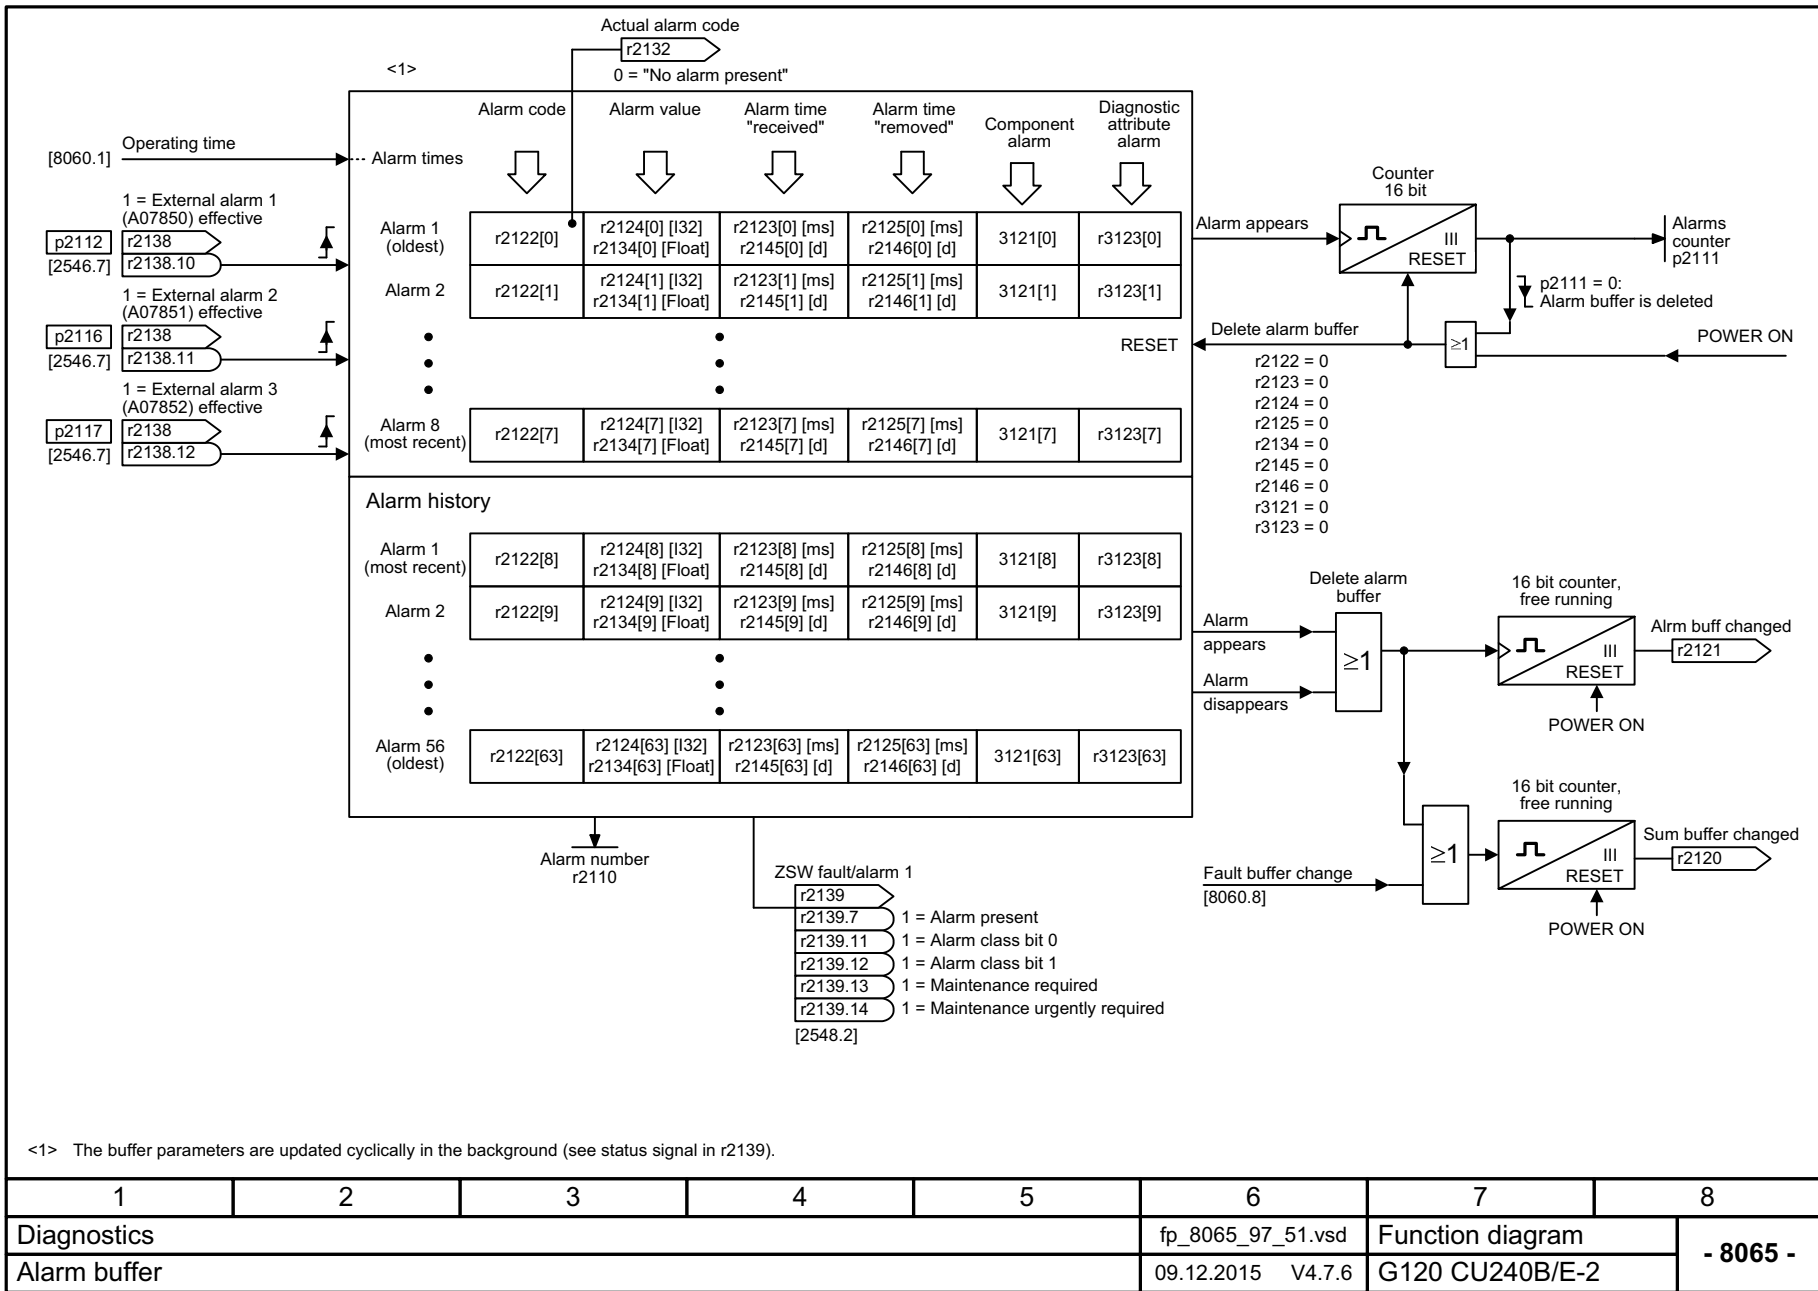 Actual alarm code
r2132
0 = "No alarm present"
<1>
Alarm code
Alarm value
Alarm time
"received"
Alarm time
"removed"
Component
alarm
Diagnostic
attribute
alarm
[8060.1]
Operating time
Alarm times
1 = External alarm 1
(A07850) effective
p2112
r2138
[2546.7]
r2138.10
1 = External alarm 2
(A07851) effective
p2116
r2138
[2546.7]
r2138.11
1 = External alarm 3
(A07852) effective
p2117
r2138
[2546.7]
r2138.12
Alarm 1
(oldest)
r2122[0]
r2124[0] [I32]
r2134[0] [Float]
r2123[0] [ms]
r2145[0] [d]
r2125[0] [ms]
r2146[0] [d]
3121[0]
r3123[0]
Alarm 2
r2122[1]
r2124[1] [I32]
r2134[1] [Float]
r2123[1] [ms]
r2145[1] [d]
r2125[1] [ms]
r2146[1] [d]
3121[1]
r3123[1]
RESET
Alarm 8
(most recent)
r2122[7]
r2124[7] [I32]
r2134[7] [Float]
r2123[7] [ms]
r2145[7] [d]
r2125[7] [ms]
r2146[7] [d]
3121[7]
r3123[7]
Alarm appears
Counter
16 bit
III
RESET
Alarms
counter
p2111
p2111 = 0:
Alarm buffer is deleted
Delete alarm buffer
≥1
POWER ON
r2122 = 0
r2123 = 0
r2124 = 0
r2125 = 0
r2134 = 0
r2145 = 0
r2146 = 0
r3121 = 0
r3123 = 0
Alarm history
Alarm 1
(most recent)
r2122[8]
r2124[8] [I32]
r2134[8] [Float]
r2123[8] [ms]
r2145[8] [d]
r2125[8] [ms]
r2146[8] [d]
3121[8]
r3123[8]
Alarm 2
r2122[9]
r2124[9] [I32]
r2134[9] [Float]
r2123[9] [ms]
r2145[9] [d]
r2125[9] [ms]
r2146[9] [d]
3121[9]
r3123[9]
Alarm 56
(oldest)
r2122[63]
r2124[63] [I32]
r2134[63] [Float]
r2123[63] [ms]
r2145[63] [d]
r2125[63] [ms]
r2146[63] [d]
3121[63]
r3123[63]
Delete alarm
buffer
Alarm
appears
Alarm
disappears
≥1
16 bit counter,
free running
III
RESET
POWER ON
Alrm buff changed
r2121
16 bit counter,
free running
≥1
III
RESET
POWER ON
Sum buffer changed
r2120
Fault buffer change
[8060.8]
Alarm number
r2110
ZSW fault/alarm 1
r2139
r2139.7
1 = Alarm present
r2139.11
1 = Alarm class bit 0
r2139.12
1 = Alarm class bit 1
r2139.13
1 = Maintenance required
r2139.14
1 = Maintenance urgently required
[2548.2]
<1> The buffer parameters are updated cyclically in the background (see status signal in r2139).
1 2 3 4 5 6 7 8
Diagnostics
fp_8065_97_51.vsd
Function diagram
- 8065 -
Alarm buffer
09.12.2015 V4.7.6
G120 CU240B/E-2